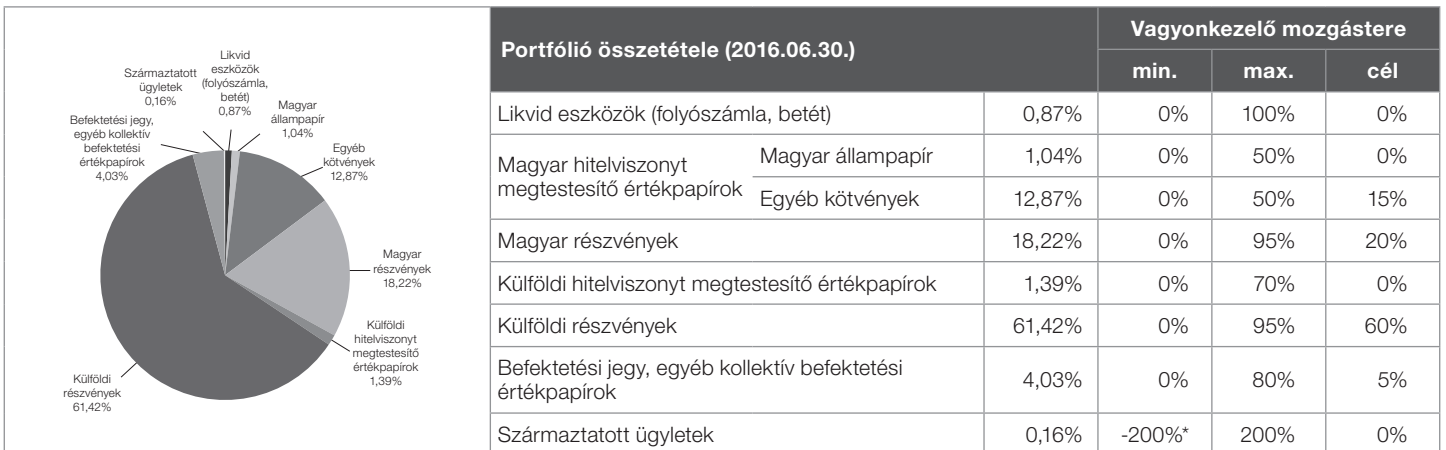 Likvid
eszközök
(folyószámla,
betét)
0,87%
Magyar
állampapír
1,04%
Egyéb
kötvények
12,87%
Magyar
részvények
18,22%
Külföldi
hitelviszonyt
megtestesítő
értékpapírok
1,39%
Külföldi
részvények
61,42%
Befektetési jegy,
egyéb kollektív
befektetési
értékpapírok
4,03%
Származtatott
ügyletek
0,16%
Portfólió összetétele (2016.06.30.)
Vagyonkezelő mozgástere
min. max. cél
Likvid eszközök (folyószámla, betét) 0,87% 0% 100% 0%
Magyar hitelviszonyt
megtestesítő értékpapírok
Magyar állampapír 1,04% 0% 50% 0%
Egyéb kötvények 12,87% 0% 50% 15%
Magyar részvények 18,22% 0% 95% 20%
Külföldi hitelviszonyt megtestesítő értékpapírok 1,39% 0% 70% 0%
Külföldi részvények 61,42% 0% 95% 60%
Befektetési jegy, egyéb kollektív befektetési
értékpapírok 4,03% 0% 80% 5%
Származtatott ügyletek 0,16% -200%* 200% 0%